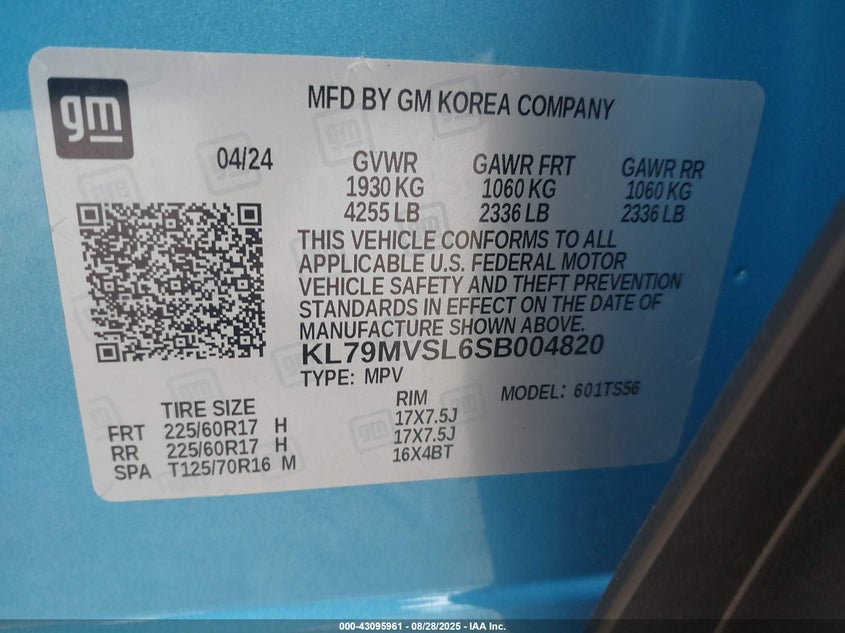 gm
MFD BY GM KOREA COMPANY
04/24
GVWR GAWR FRT GAWR RR
1930 KG 1060 KG 1060 KG
4255 LB 2336 LB 2336 LB
THIS VEHICLE CONFORMS TO ALL
APPLICABLE U.S. FEDERAL MOTOR
VEHICLE SAFETY AND THEFT PREVENTION
STANDARDS IN EFFECT ON THE DATE OF
MANUFACTURE SHOWN ABOVE.
KL79MVSL6SB004820
TYPE: MPV MODEL: 601TS56
TIRE SIZE RIM
FRT 225/60R17 H 17X7.5J
RR 225/60R17 H 17X7.5J
SPA T125/70R16 M 16X4BT
000-43095961 - 08/28/2025 - IAA Inc.